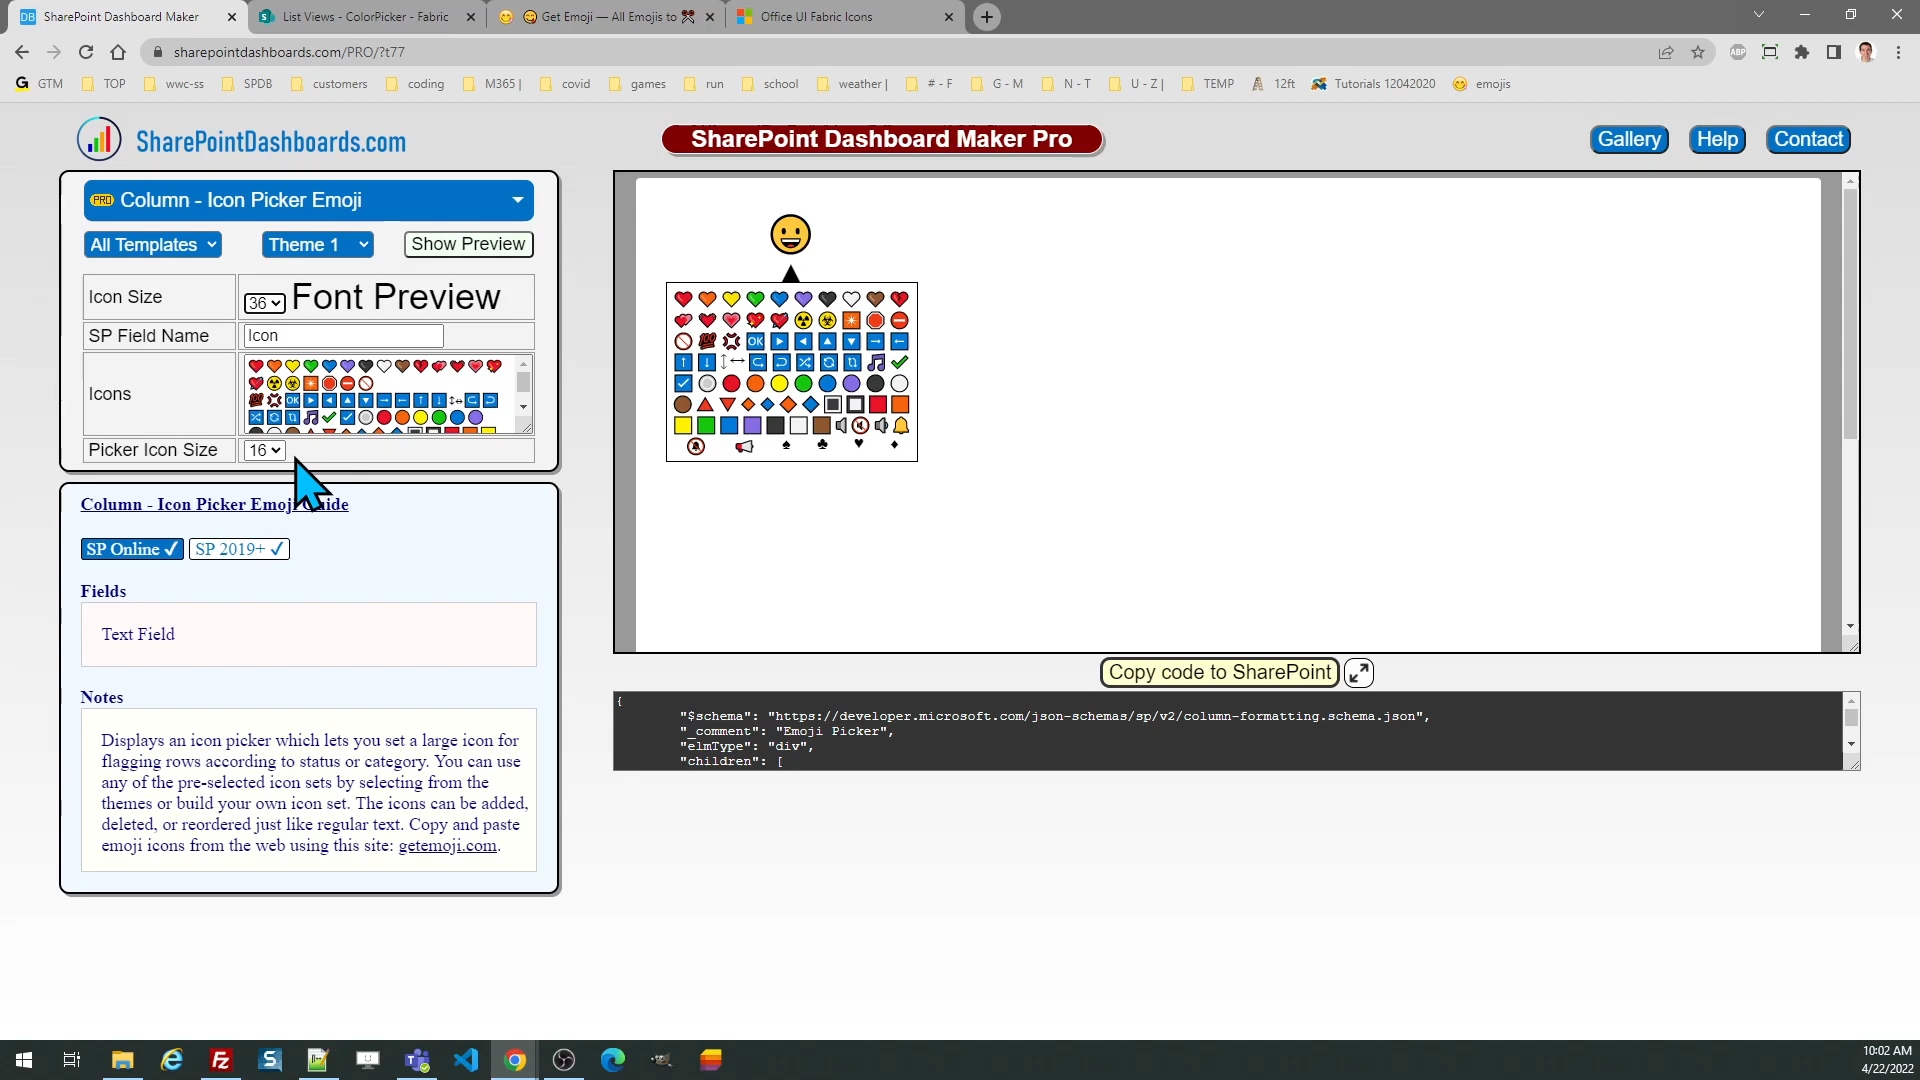 SharePoint Dashboard Maker
List Views - ColorPicker - Fabric
Get Emoji — All Emojis to
Office UI Fabric Icons
sharepointdashboards.com/PRO/?t77
GTM
TOP
wwc-ss
SPDB
customers
coding
M365 |
covid
games
run
school
weather |
# - F
G - M
N - T
U - Z |
TEMP
12ft
Tutorials 12042020
emojis
SharePointDashboards.com
SharePoint Dashboard Maker Pro
Gallery
Help
Contact
PRO Column - Icon Picker Emoji
All Templates
Theme 1
Show Preview
Icon Size
36
Font Preview
SP Field Name
Icon
Icons
Picker Icon Size
16
Column - Icon Picker Emoji Guide
SP Online ✓
SP 2019+ ✓
Fields
Text Field
Notes
Displays an icon picker which lets you set a large icon for
flagging rows according to status or category. You can use
any of the pre-selected icon sets by selecting from the
themes or build your own icon set. The icons can be added,
deleted, or reordered just like regular text. Copy and paste
emoji icons from the web using this site: getemoji.com.
Copy code to SharePoint
{
"$schema": "https://developer.microsoft.com/json-schemas/sp/v2/column-formatting.schema.json",
"_comment": "Emoji Picker",
"elmType": "div",
"children": [
10:02 AM
4/22/2022